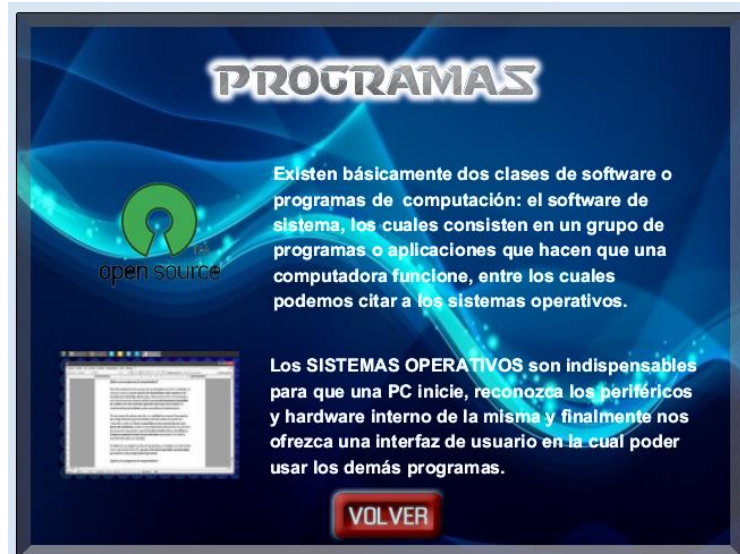 PROGRAMAS
Existen básicamente dos clases de software o
programas de computación: el software de
sistema, los cuales consisten en un grupo de
programas o aplicaciones que hacen que una
computadora funcione, entre los cuales
podemos citar a los sistemas operativos.
open source
Los SISTEMAS OPERATIVOS son indispensables
para que una PC inicie, reconozca los periféricos
y hardware interno de la misma y finalmente nos
ofrezca una interfaz de usuario en la cual poder
usar los demás programas.
VOLVER